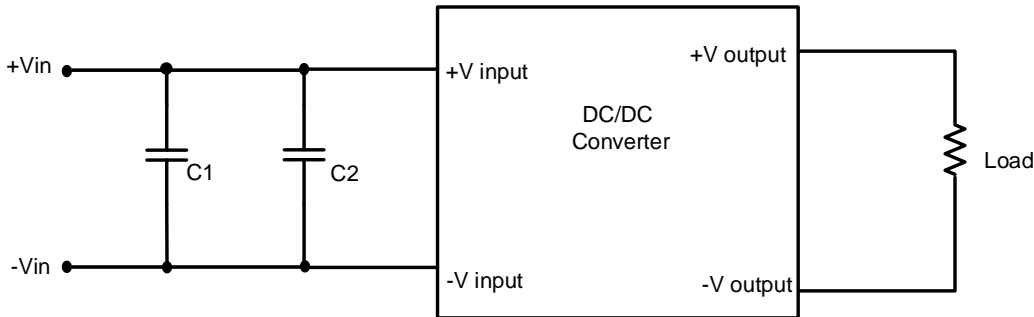 +Vin
+V input
+V output
DC/DC
Converter
C1
C2
Load
-Vin
-V input
-V output